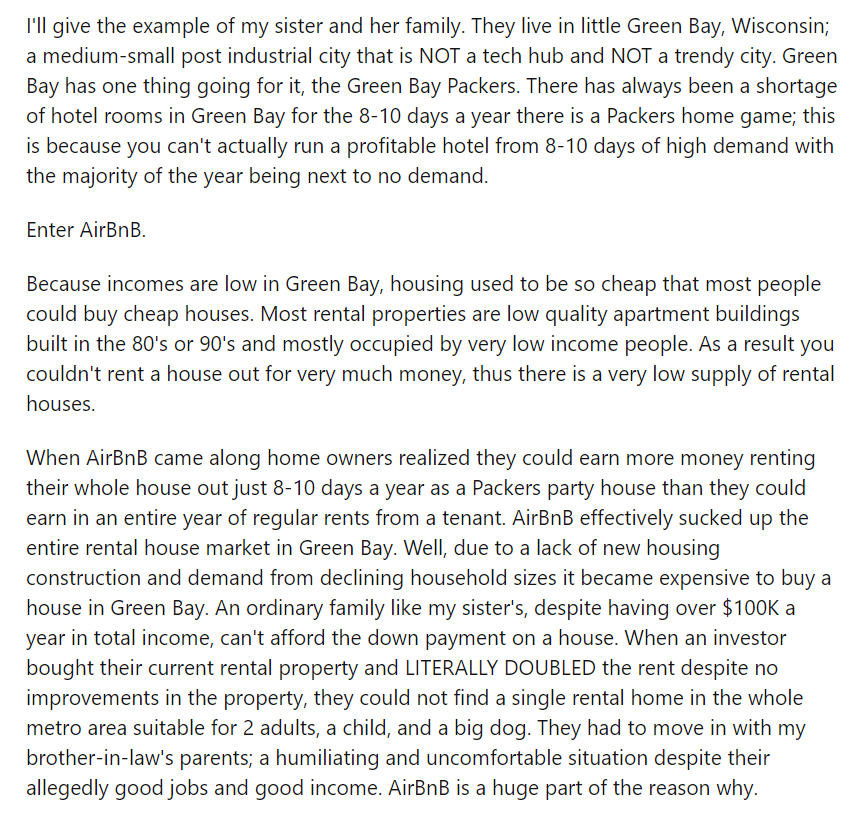 I'll give the example of my sister and her family. They live in little Green Bay, Wisconsin;
a medium-small post industrial city that is NOT a tech hub and NOT a trendy city. Green
Bay has one thing going for it, the Green Bay Packers. There has always been a shortage
of hotel rooms in Green Bay for the 8-10 days a year there is a Packers home game; this
is because you can't actually run a profitable hotel from 8-10 days of high demand with
the majority of the year being next to no demand.
Enter AirBnB.
Because incomes are low in Green Bay, housing used to be so cheap that most people
could buy cheap houses. Most rental properties are low quality apartment buildings
built in the 80's or 90's and mostly occupied by very low income people. As a result you
couldn't rent a house out for very much money, thus there is a very low supply of rental
houses.
When AirBnB came along home owners realized they could earn more money renting
their whole house out just 8-10 days a year as a Packers party house than they could
earn in an entire year of regular rents from a tenant. AirBnB effectively sucked up the
entire rental house market in Green Bay. Well, due to a lack of new housing
construction and demand from declining household sizes it became expensive to buy a
house in Green Bay. An ordinary family like my sister's, despite having over $100K a
year in total income, can't afford the down payment on a house. When an investor
bought their current rental property and LITERALLY DOUBLED the rent despite no
improvements in the property, they could not find a single rental home in the whole
metro area suitable for 2 adults, a child, and a big dog. They had to move in with my
brother-in-law's parents; a humiliating and uncomfortable situation despite their
allegedly good jobs and good income. AirBnB is a huge part of the reason why.